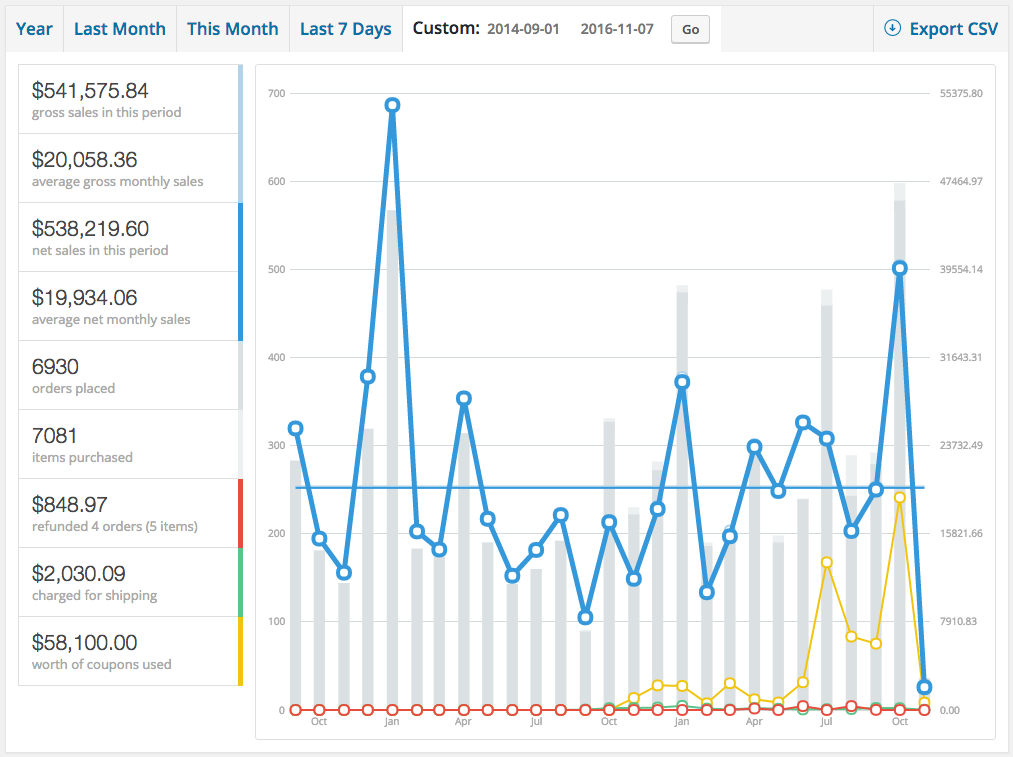 Year Last Month This Month Last 7 Days Custom: 2014-09-01 2016-11-07 Go Export CSV
$541,575.84
gross sales in this period
$20,058.36
average gross monthly sales
$538,219.60
net sales in this period
$19,934.06
average net monthly sales
6930
orders placed
7081
items purchased
$848.97
refunded 4 orders (5 items)
$2,030.09
charged for shipping
$58,100.00
worth of coupons used
700 55375.80
600 47464.97
500 39554.14
400 31643.31
300 23732.49
200 15821.66
100 7910.83
0 0.00
Oct Jan Apr Jul Oct Jan Apr Jul Oct